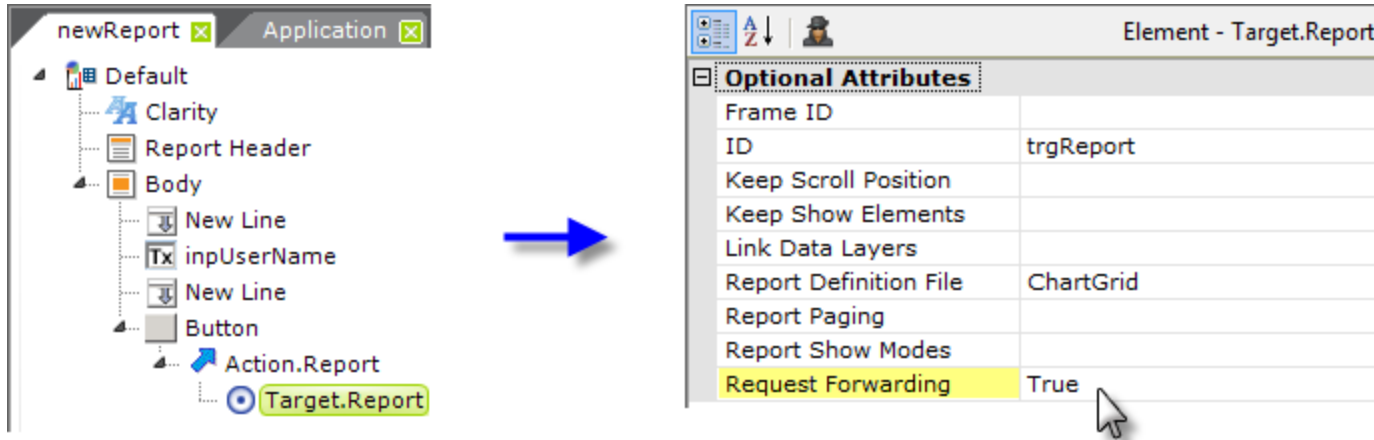 newReport
Application
Default
Clarity
Report Header
Body
New Line
Tx inpUserName
New Line
Button
Action.Report
Target.Report
A
Z
Element - Target.Report
Optional Attributes
Frame ID
ID trgReport
Keep Scroll Position
Keep Show Elements
Link Data Layers
Report Definition File ChartGrid
Report Paging
Report Show Modes
Request Forwarding True